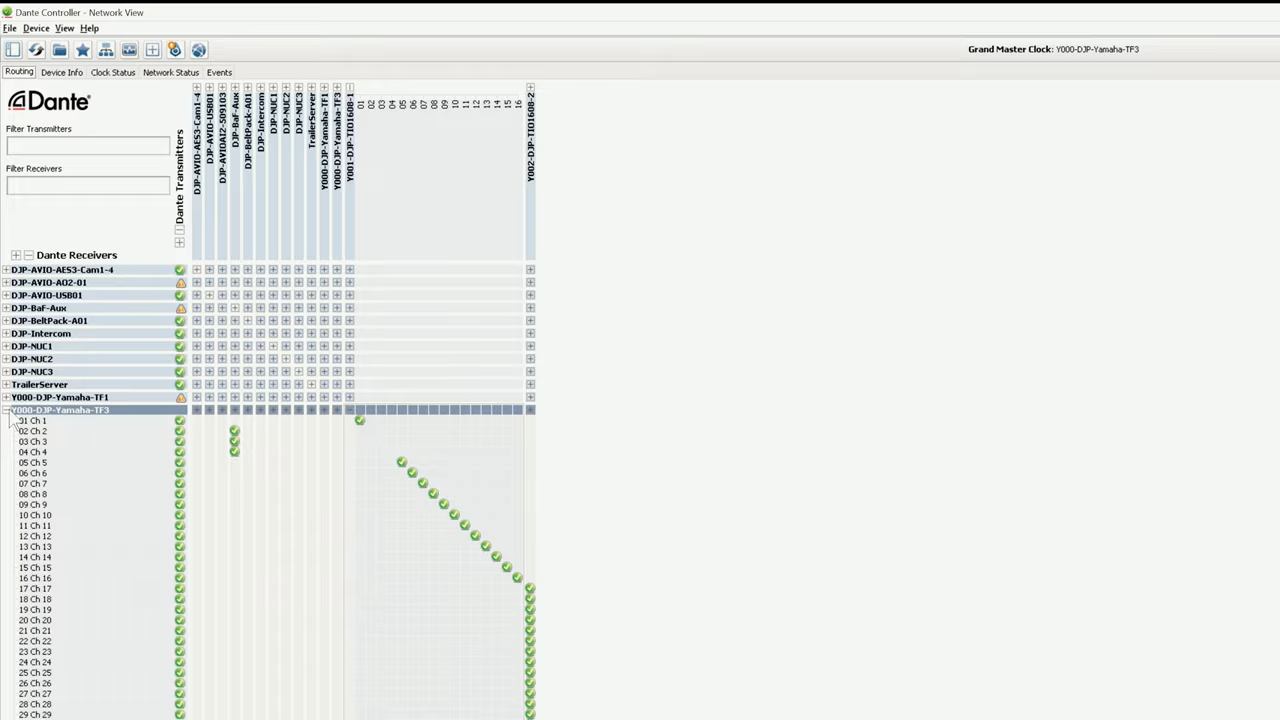 Dante Controller - Network View
File Device View Help
Grand Master Clock: Y000-DJP-Yamaha-TF3
Routing Device Info Clock Status Network Status Events
Dante
Filter Transmitters
Filter Receivers
Dante Transmitters
DJP-AVIO-AES3-Cam1-4
DJP-AVIO-USB01
DJP-AVIOAI2-509103
DJP-BaF-Aux
DJP-BeltPack-A01
DJP-Intercom
DJP-NUC1
DJP-NUC2
DJP-NUC3
TrailerServer
Y000-DJP-Yamaha-TF1
Y000-DJP-Yamaha-TF3
Y001-DJP-TIO1608-1
01 02 03 04 05 06 07 08 09 10 11 12 13 14 15 16
Y002-DJP-TIO1608-2
Dante Receivers
DJP-AVIO-AES3-Cam1-4
DJP-AVIO-AO2-01
DJP-AVIO-USB01
DJP-BaF-Aux
DJP-BeltPack-A01
DJP-Intercom
DJP-NUC1
DJP-NUC2
DJP-NUC3
TrailerServer
Y000-DJP-Yamaha-TF1
Y000-DJP-Yamaha-TF3
01 Ch 1
02 Ch 2
03 Ch 3
04 Ch 4
05 Ch 5
06 Ch 6
07 Ch 7
08 Ch 8
09 Ch 9
10 Ch 10
11 Ch 11
12 Ch 12
13 Ch 13
14 Ch 14
15 Ch 15
16 Ch 16
17 Ch 17
18 Ch 18
19 Ch 19
20 Ch 20
21 Ch 21
22 Ch 22
23 Ch 23
24 Ch 24
25 Ch 25
26 Ch 26
27 Ch 27
28 Ch 28
29 Ch 29